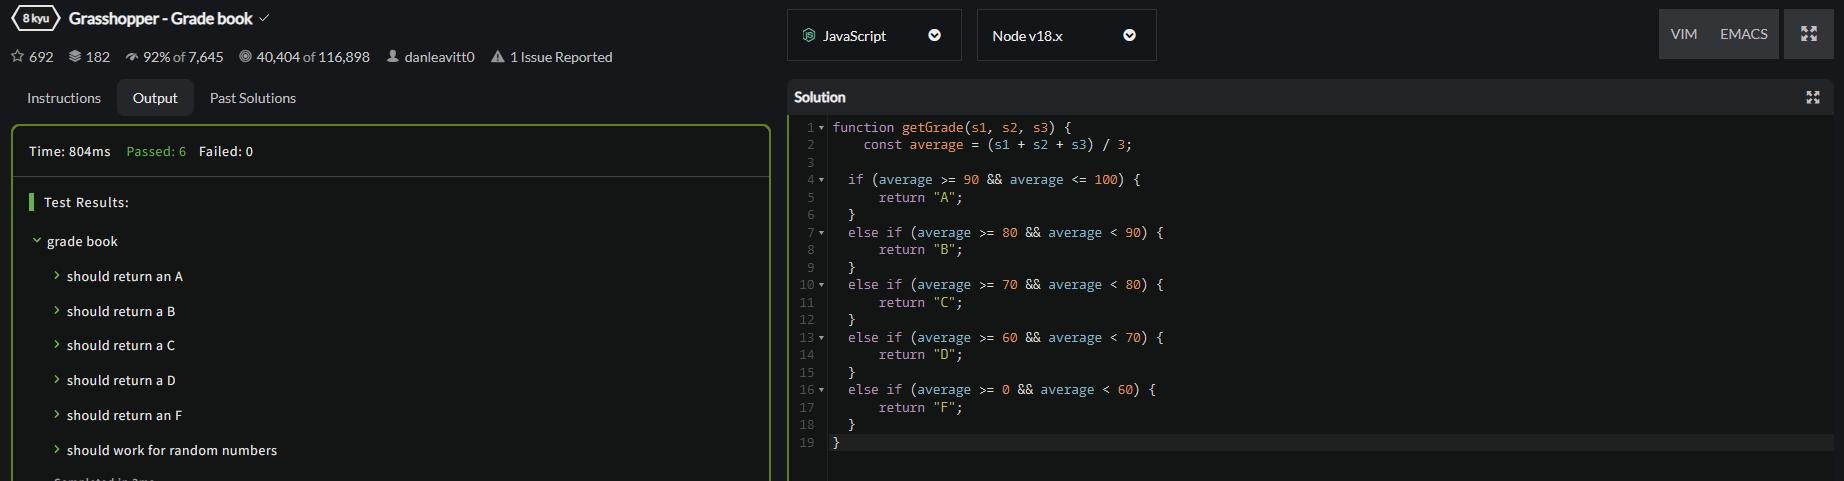 8 kyu Grasshopper - Grade book
692 182 92% of 7,645 40,404 of 116,898 danleavitt0 1 Issue Reported
Instructions Output Past Solutions
Time: 804ms Passed: 6 Failed: 0
Test Results:
grade book
should return an A
should return a B
should return a C
should return a D
should return an F
should work for random numbers
JavaScript Node v18.x VIM EMACS
Solution
1 function getGrade(s1, s2, s3) {
2 const average = (s1 + s2 + s3) / 3;
3
4 if (average >= 90 && average <= 100) {
5 return "A";
6 }
7 else if (average >= 80 && average < 90) {
8 return "B";
9 }
10 else if (average >= 70 && average < 80) {
11 return "C";
12 }
13 else if (average >= 60 && average < 70) {
14 return "D";
15 }
16 else if (average >= 0 && average < 60) {
17 return "F";
18 }
19 }